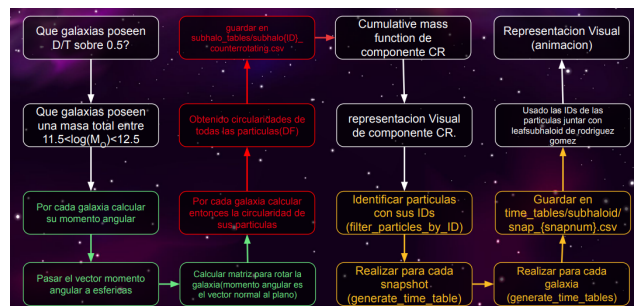 Que galaxias poseen
D/T sobre 0.5?
Que galaxias poseen
una masa total entre
11.5<log(M_O)<12.5
Por cada galaxia calcular
su momento angular
Pasar el vector momento
angular a esfericas
Calcular matriz para rotar la
galaxia(momento angular es
el vector normal al plano)
Por cada galaxia calcular
entonces la circularidad de
sus particulas
Obtenido circularidades de
todas las particulas(DF)
guardar en
subhalo_tables/subhalo{ID}_
counterrotating.csv
Cumulative mass
function de
componente CR
representacion Visual
de componente CR.
Identificar particulas
con sus IDs
(filter_particles_by_ID)
Realizar para cada
snapshot
(generate_time_table)
Realizar para cada
galaxia
(generate_time_tables)
Guardar en
time_tables/subhaloid/
snap_{snapnum}.csv
Usado las IDs de las
particulas juntar con
leafsubhaloid de rodriguez
gomez
Representacion Visual
(animacion)